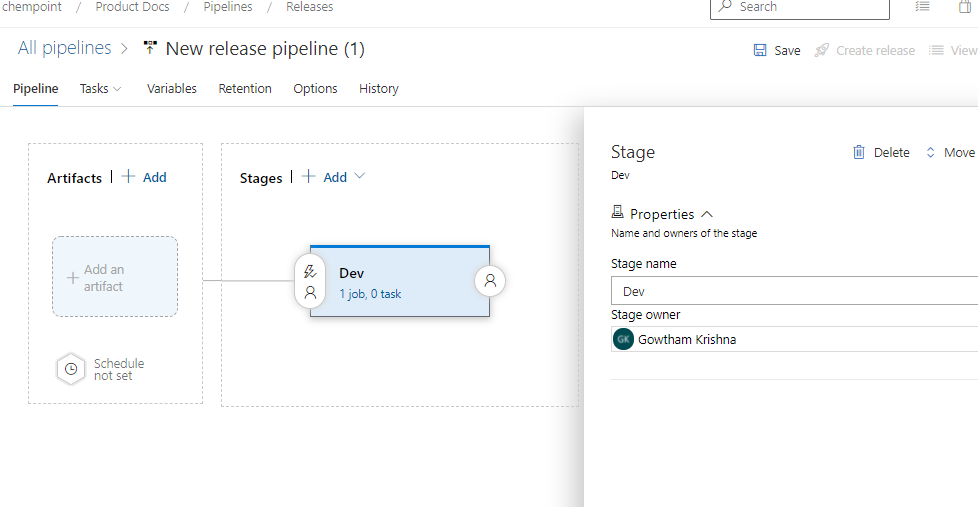 chempoint / Product Docs / Pipelines / Releases
Search
All pipelines > New release pipeline (1)
Save Create release View
Pipeline Tasks Variables Retention Options History
Artifacts | + Add
Stages | + Add
Add an
artifact
Schedule
not set
Dev
1 job, 0 task
Stage
Delete Move
Dev
Properties
Name and owners of the stage
Stage name
Dev
Stage owner
GK Gowtham Krishna